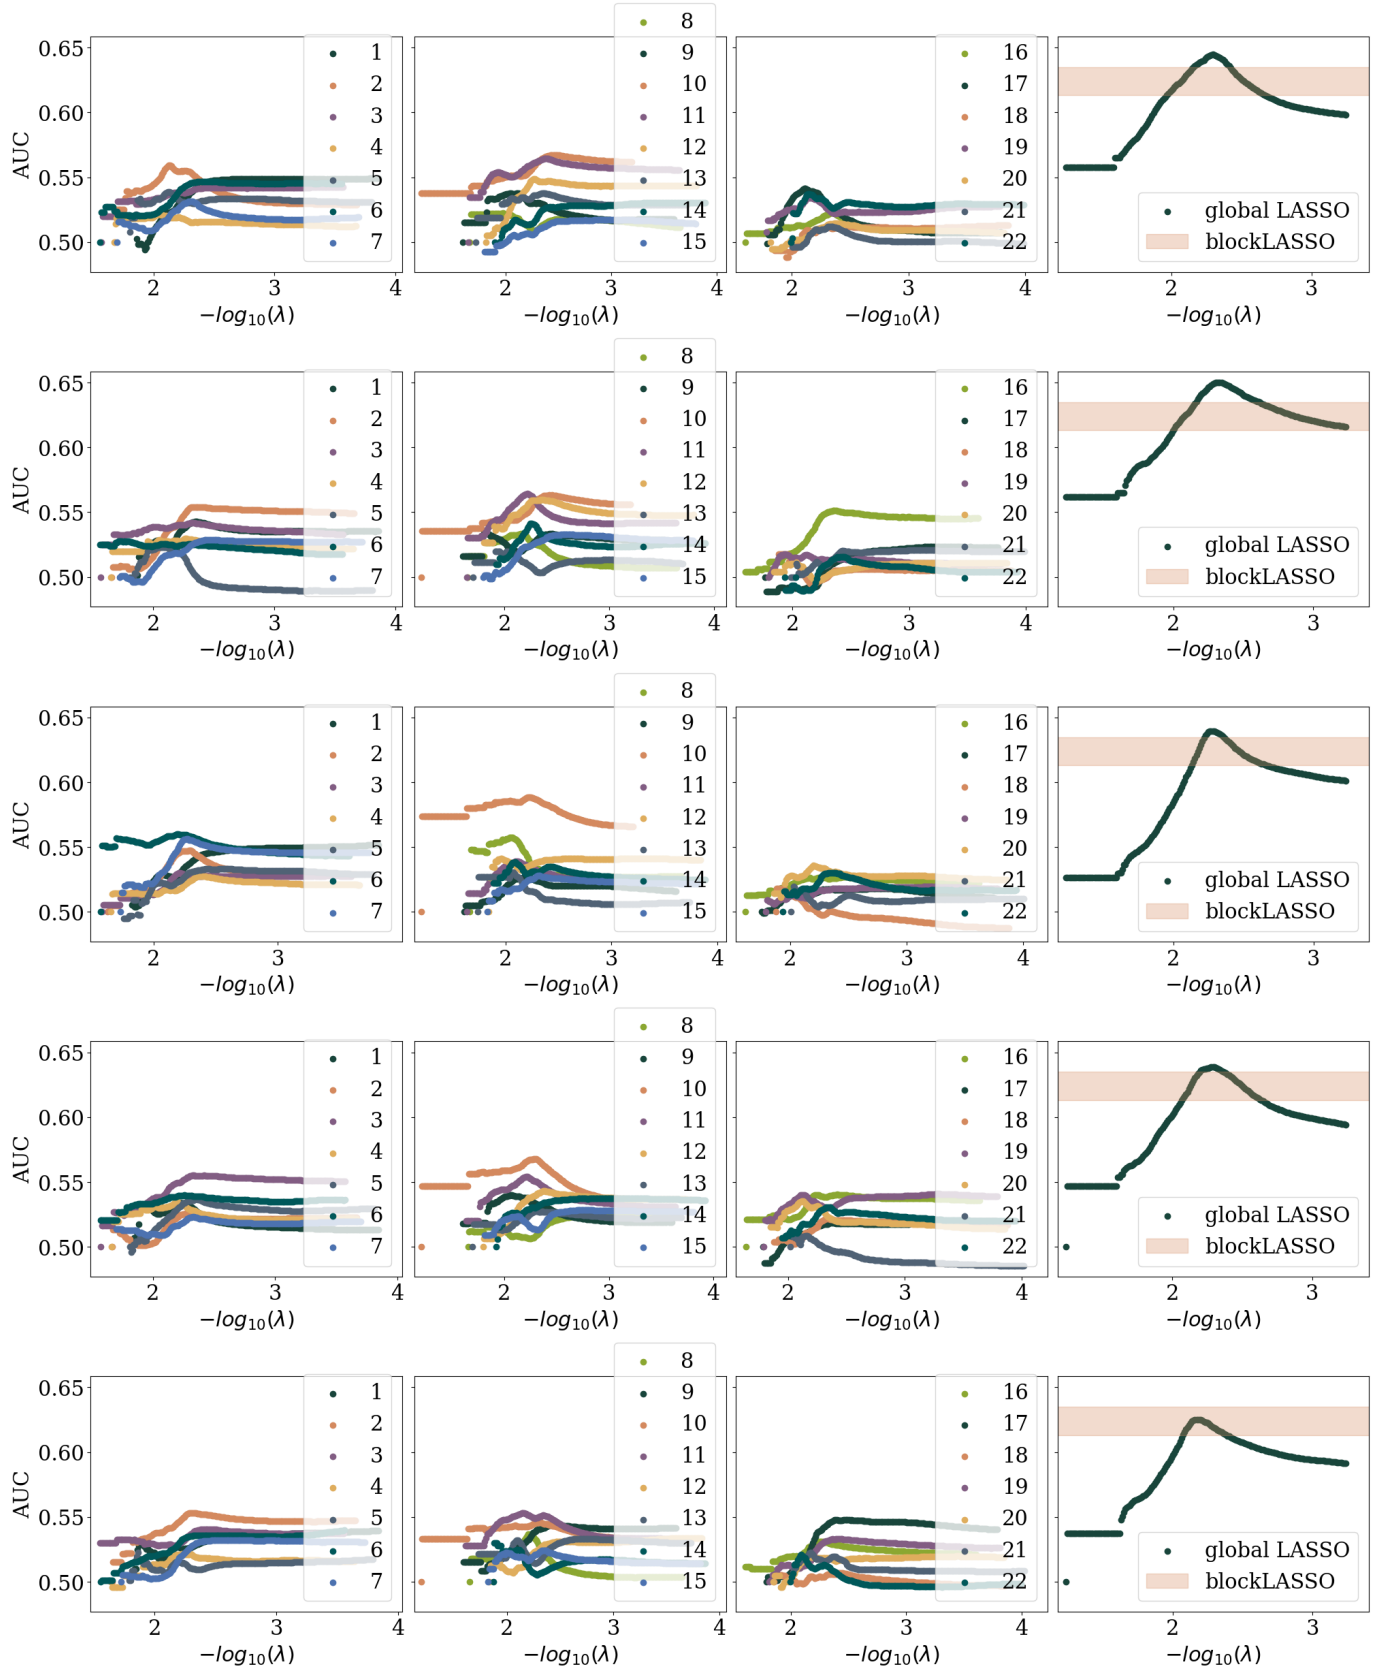 8
0.65 1 9 16
2 10 17
0.60 3 11 18
AUC 4 12 19
0.55 5 13 20
6 14 21 global LASSO
0.50 7 15 22 blockLASSO
2 3 4 2 3 4 2 3 4 2 3
−log10(λ) −log10(λ) −log10(λ) −log10(λ)
8
0.65 1 9 16
2 10 17
0.60 3 11 18
AUC 4 12 19
0.55 5 13 20
6 14 21 global LASSO
0.50 7 15 22 blockLASSO
2 3 4 2 3 4 2 3 4 2 3
−log10(λ) −log10(λ) −log10(λ) −log10(λ)
8
0.65 1 9 16
2 10 17
0.60 3 11 18
AUC 4 12 19
0.55 5 13 20
6 14 21 global LASSO
0.50 7 15 22 blockLASSO
2 3 2 3 4 2 3 4 2 3
−log10(λ) −log10(λ) −log10(λ) −log10(λ)
8
0.65 1 9 16
2 10 17
0.60 3 11 18
AUC 4 12 19
0.55 5 13 20
6 14 21 global LASSO
0.50 7 15 22 blockLASSO
2 3 4 2 3 4 2 3 4 2 3
−log10(λ) −log10(λ) −log10(λ) −log10(λ)
8
0.65 1 9 16
2 10 17
0.60 3 11 18
AUC 4 12 19
0.55 5 13 20
6 14 21 global LASSO
0.50 7 15 22 blockLASSO
2 3 4 2 3 4 2 3 4 2 3
−log10(λ) −log10(λ) −log10(λ) −log10(λ)